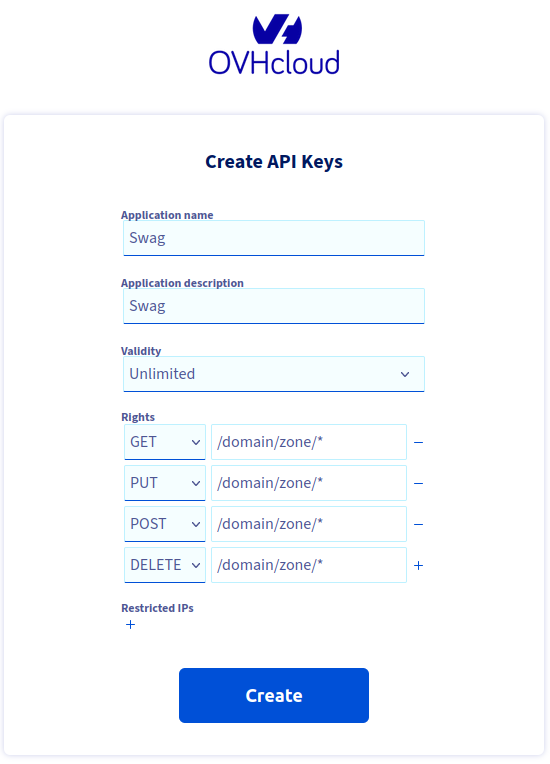 OVHcloud
Create API Keys
Application name
Swag
Application description
Swag
Validity
Unlimited
Rights
GET /domain/zone/*
PUT /domain/zone/*
POST /domain/zone/*
DELETE /domain/zone/*
Restricted IPs
Create